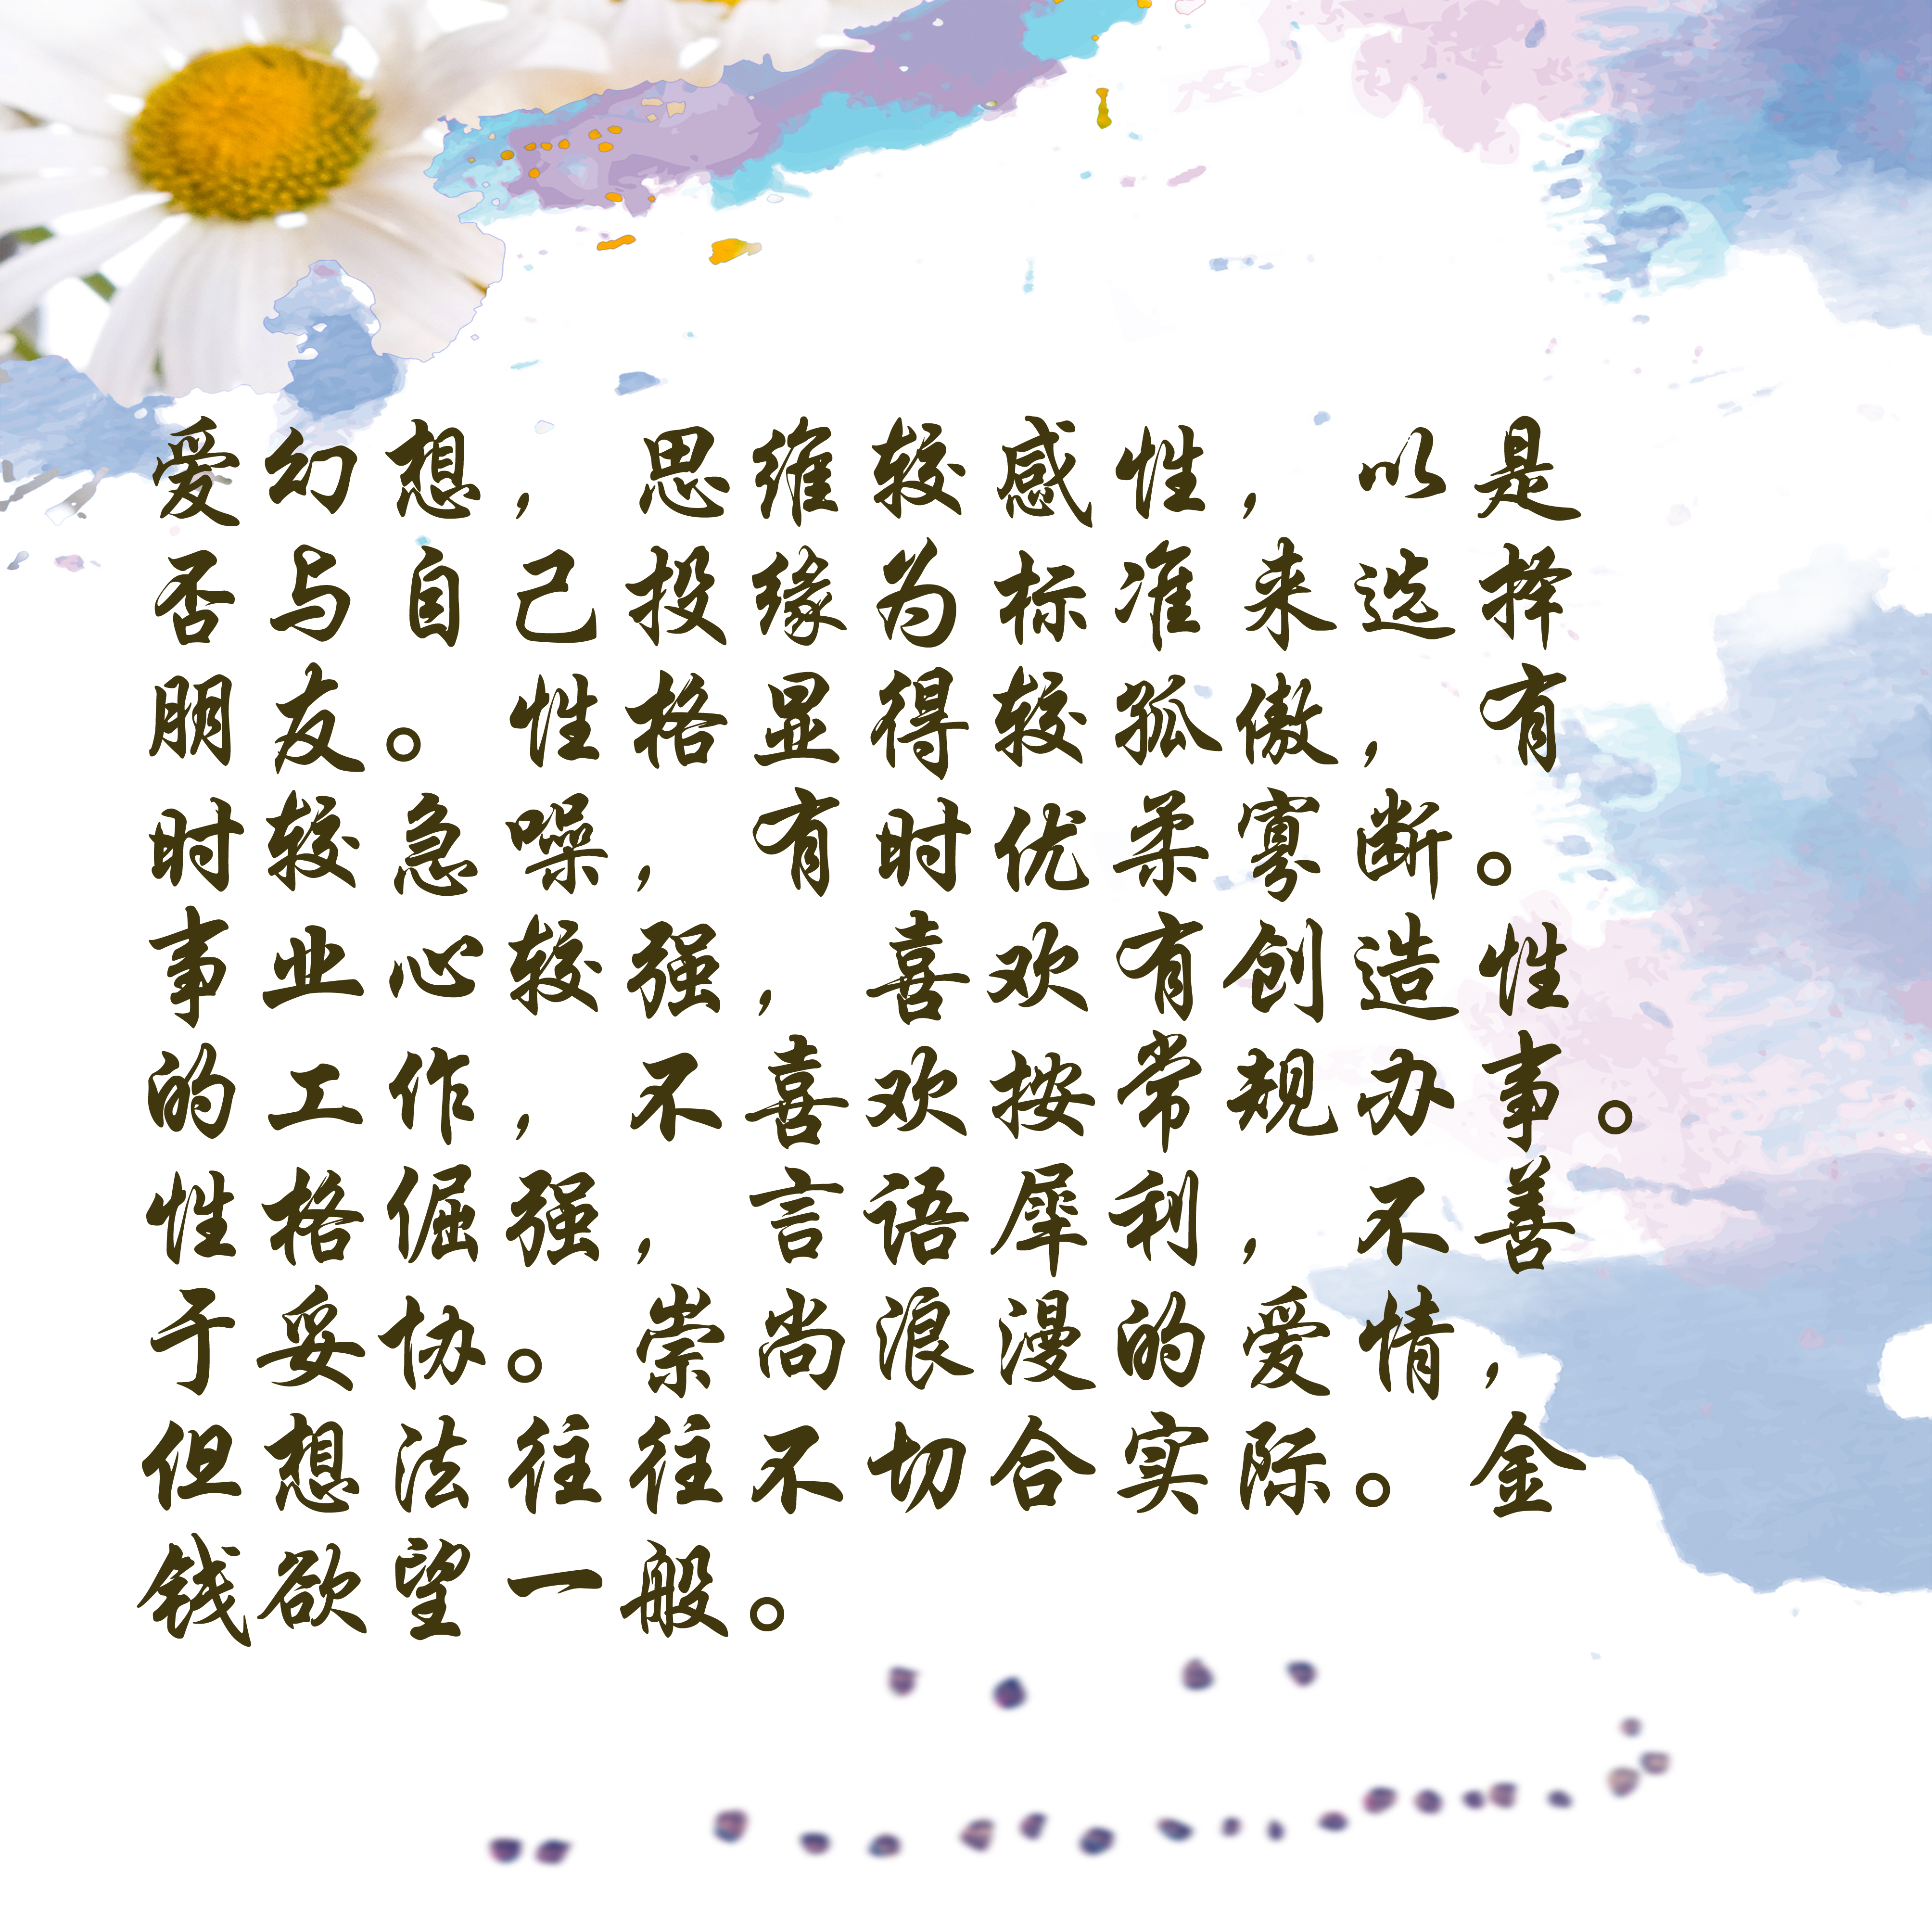 爱幻想，思维较感性，以是
否与自己投缘为标准来选择
朋友。性格显得较孤傲，有
时较急噪，有时优柔寡断。
事业心较强，喜欢有创造性
的工作，不喜欢按常规办事。
性格倔强，言语犀利，不善
于妥协。崇尚浪漫的爱情，
但想法往往不切合实际。金
钱欲望一般。